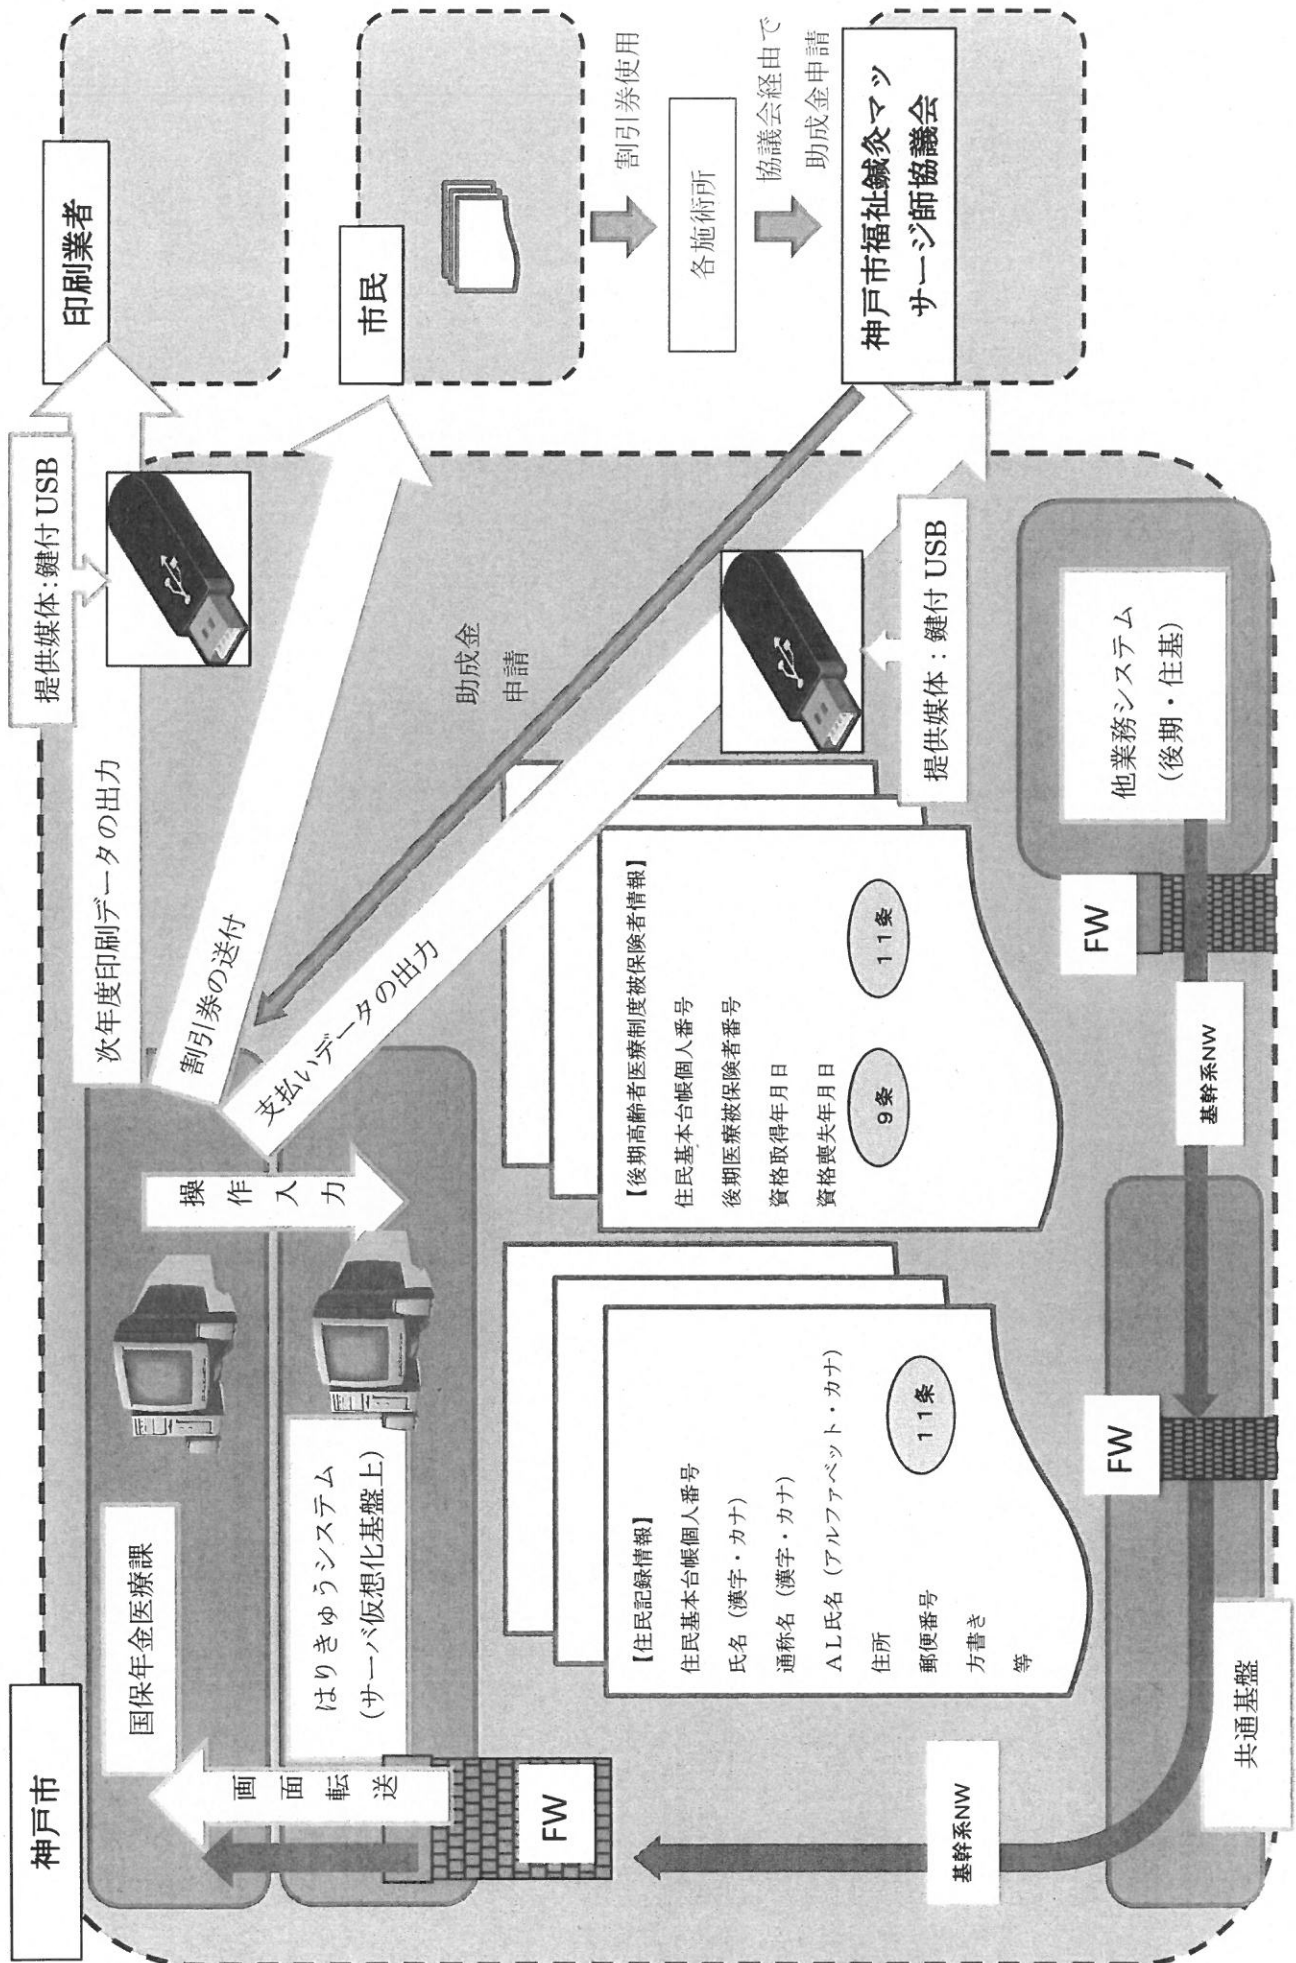 神戸市
国保年金医療課
画面転送
操作入力
はりきゅうシステム
(サーバ仮想化基盤上)
FW
次年度印刷データの出力
提供媒体：鍵付 USB
印刷業者
割引券の送付
市民
割引券使用
各施術所
協議会経由で
助成金申請
神戸市福祉鍼灸マッ
サージ師協議会
助成金
申請
支払いデータの出力
提供媒体：鍵付 USB
【住民記録情報】
住民基本台帳個人番号
氏名（漢字・カナ）
通称名（漢字・カナ）
ＡＬ氏名（アルファベット・カナ）
住所
郵便番号
方書き
等
１１条
【後期高齢者医療制度被保険者情報】
住民基本台帳個人番号
後期医療被保険者番号
資格取得年月日
資格喪失年月日
９条
１１条
基幹系NW
共通基盤
FW
基幹系NW
FW
他業務システム
（後期・住基）